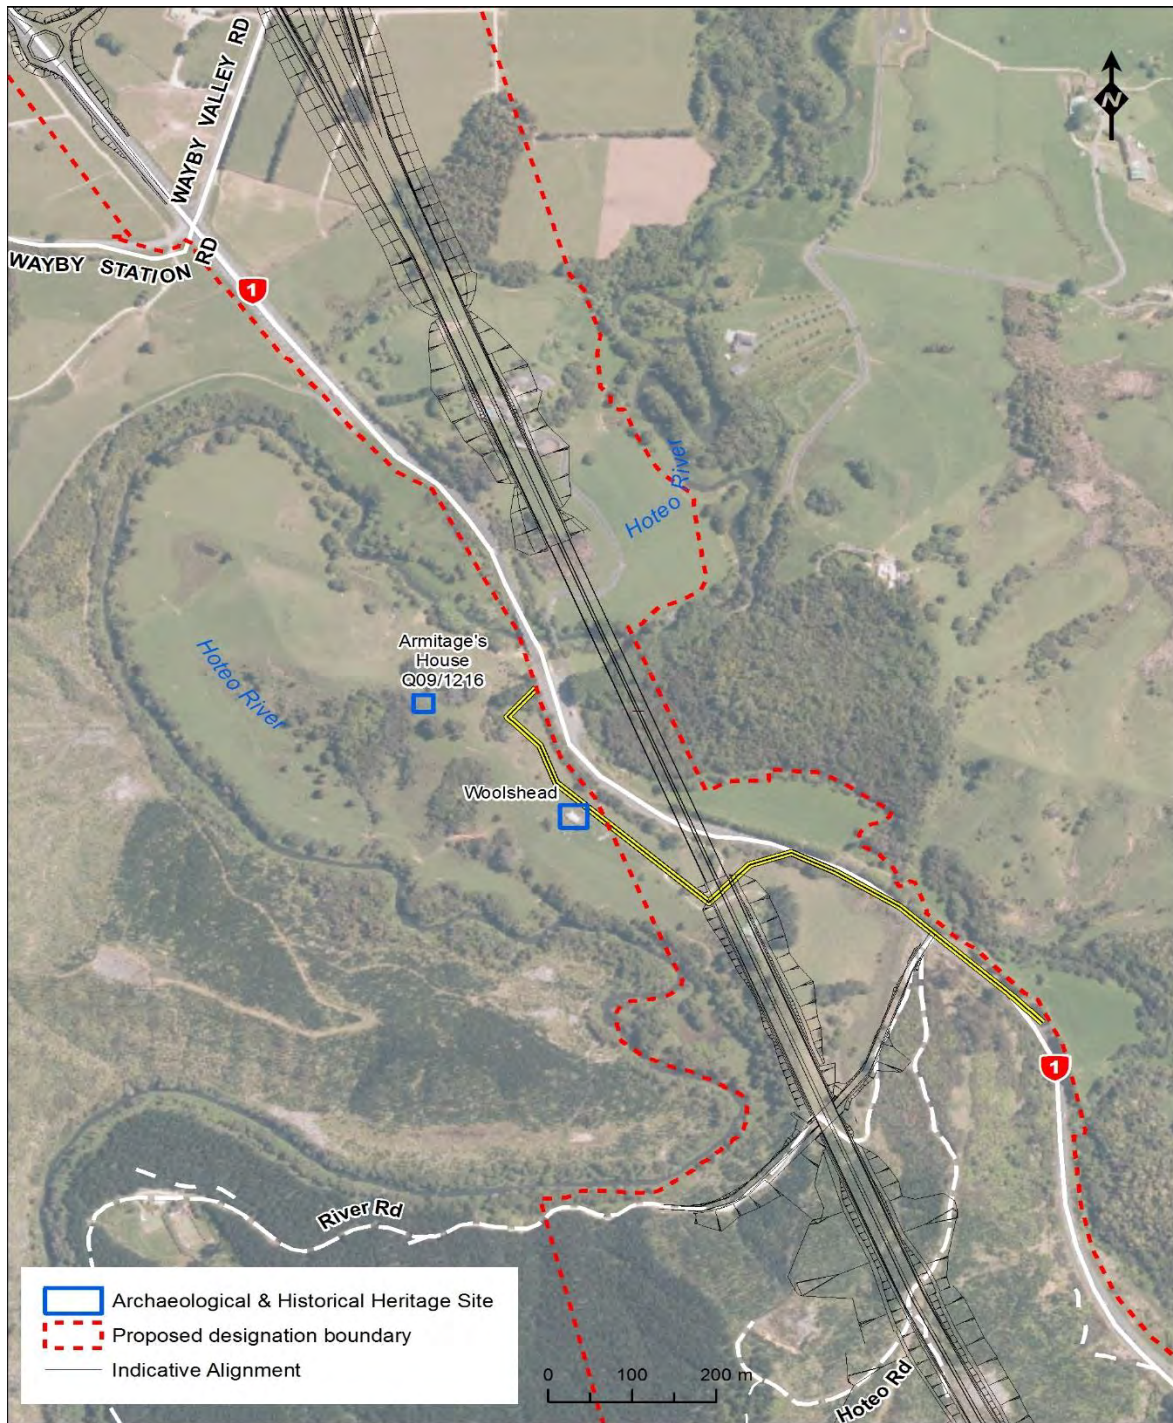 WAYBY VALLEY RD
N
WAYBY STATION RD
1
Hoteo River
Armitage's
House
Q09/1216
Hoteo River
Woolshead
1
River Rd
Archaeological & Historical Heritage Site
Proposed designation boundary
Indicative Alignment
0 100 200 m
Hoteo Rd